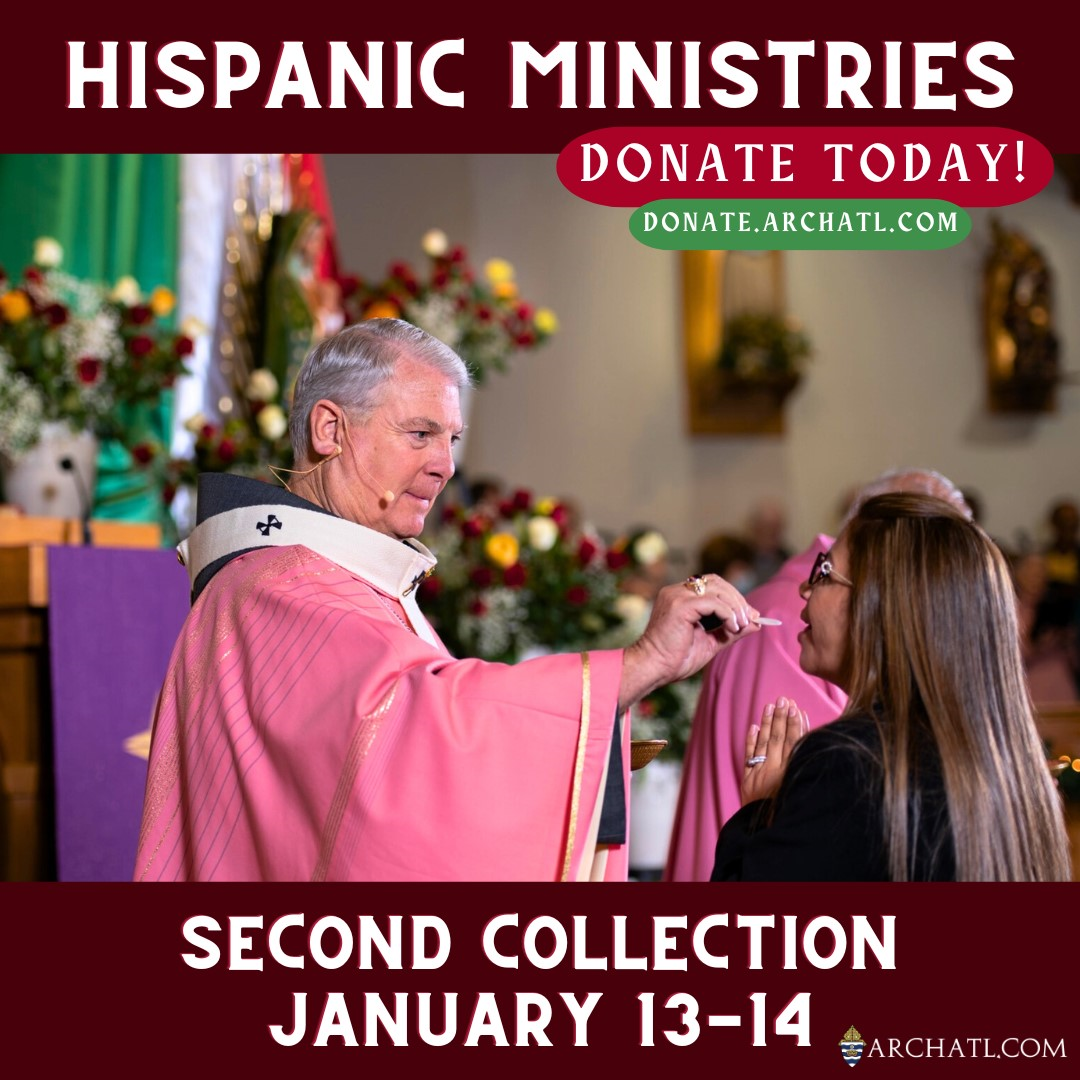 HISPANIC MINISTRIES
DONATE TODAY!
DONATE.ARCHATL.COM
SECOND COLLECTION
JANUARY 13-14
ARCHATL.COM